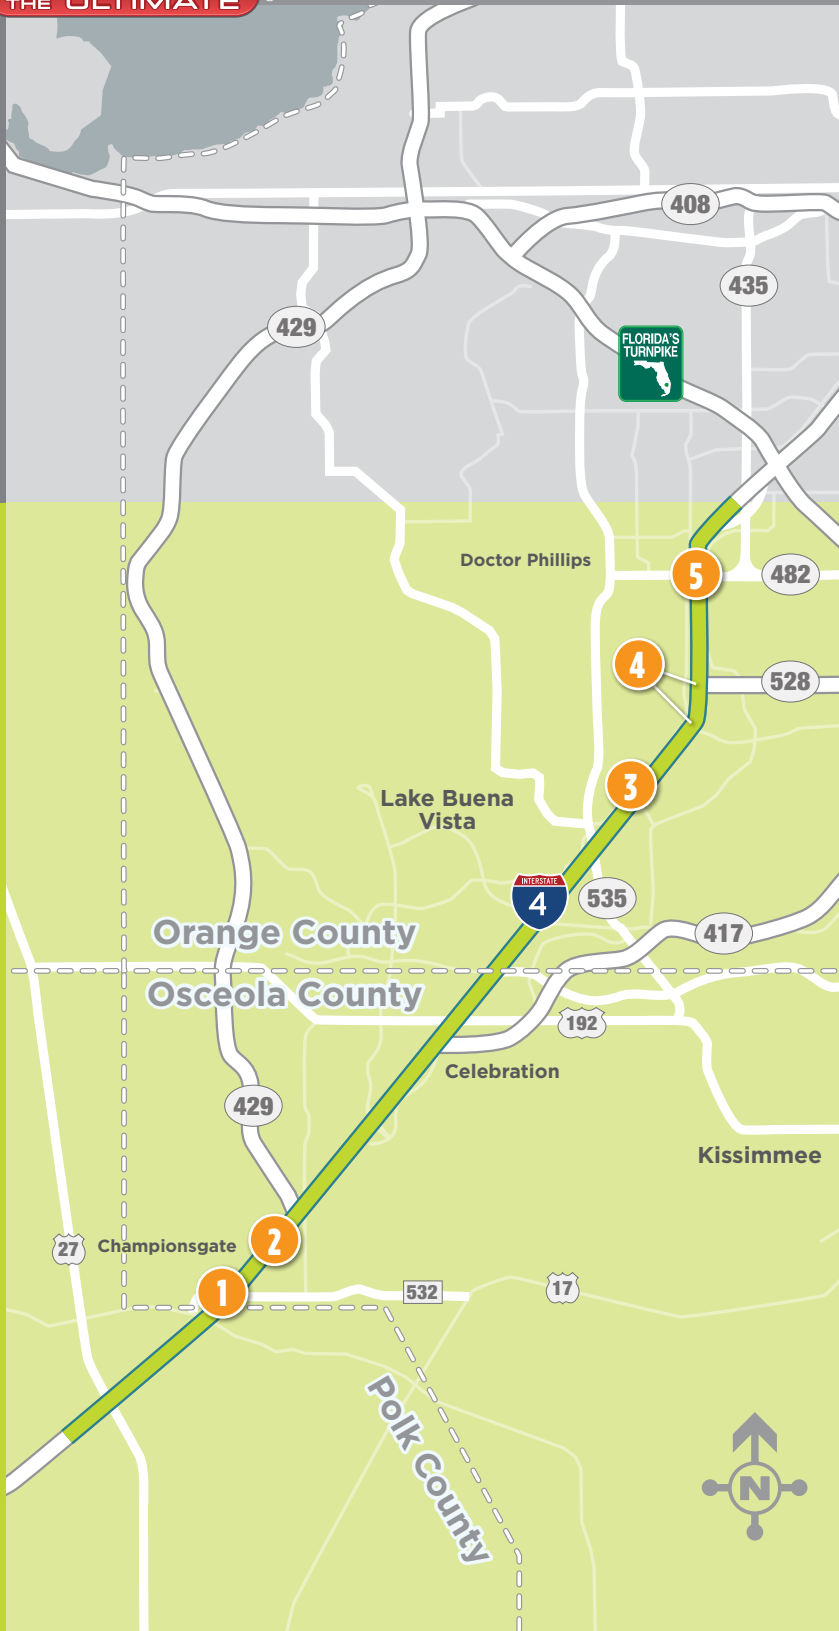 THE ULTIMATE
408
435
429
FLORIDA'S
TURNPIKE
Doctor Phillips
5
482
4
528
3
Lake Buena
Vista
INTERSTATE
4
535
Orange County
417
Osceola County
192
Celebration
429
Kissimmee
2
27
Championsgate
1
532
17
Polk County
N